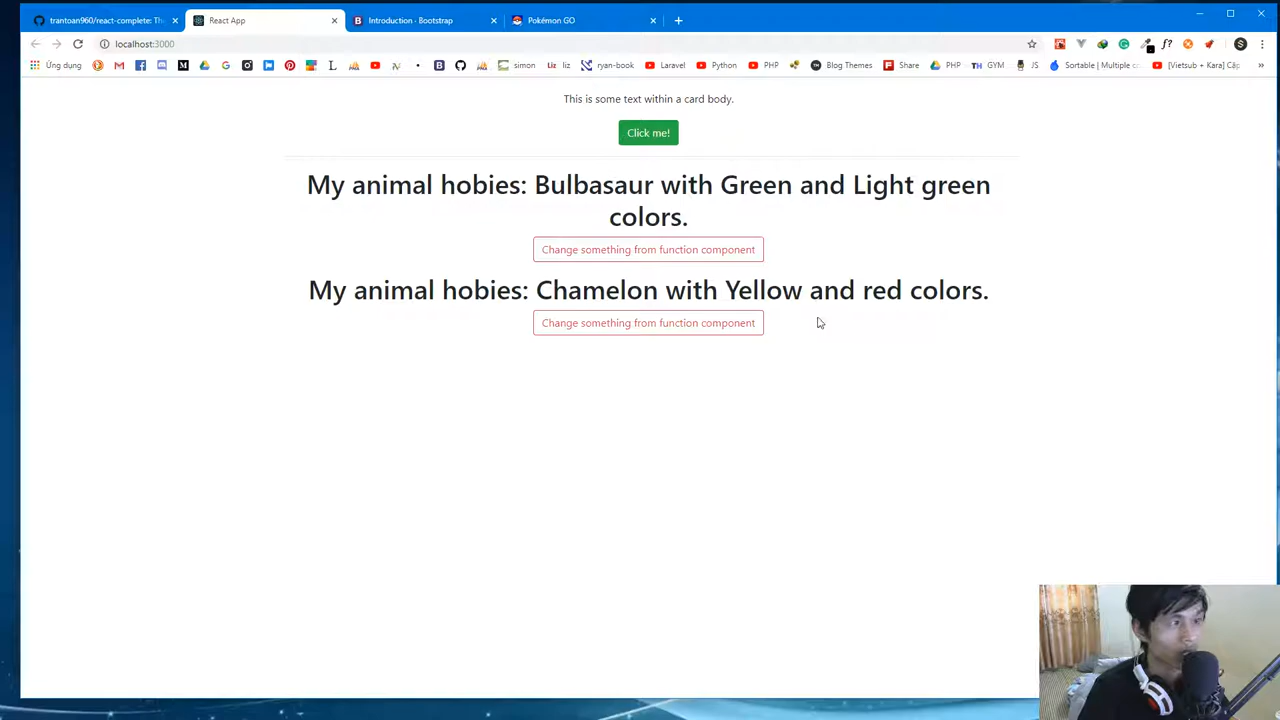 trantoan960/react-complete: The
React App
Introduction · Bootstrap
Pokémon GO
localhost:3000
Ứng dụng
simon
liz
ryan-book
Laravel
Python
PHP
Blog Themes
Share
PHP
GYM
JS
Sortable | Multiple c
[Vietsub + Kara] Cáp
This is some text within a card body.
Click me!
My animal hobies: Bulbasaur with Green and Light green
colors.
Change something from function component
My animal hobies: Chamelon with Yellow and red colors.
Change something from function component